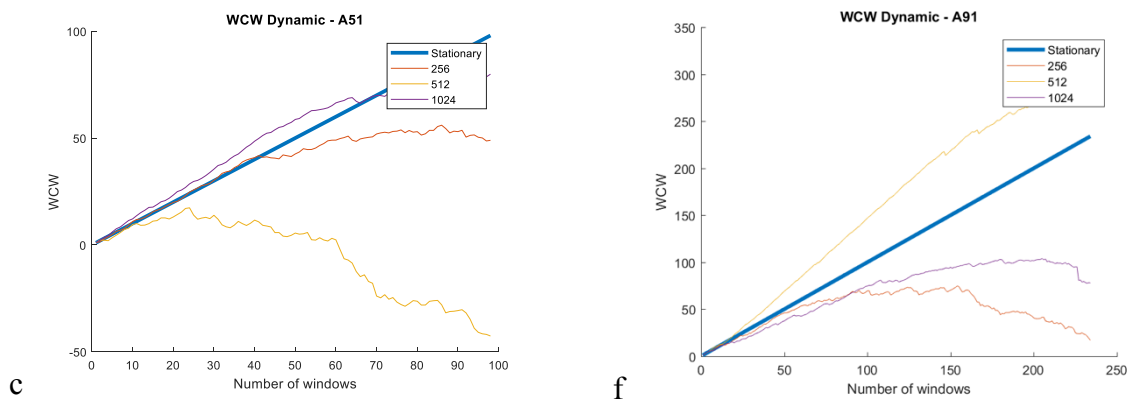 WCW Dynamic - A51
100
50
0
-50
WCW
0 10 20 30 40 50 60 70 80 90 100
Number of windows
Stationary
256
512
1024
c
WCW Dynamic - A91
350
300
250
200
150
100
50
0
WCW
0 50 100 150 200 250
Number of windows
Stationary
256
512
1024
f